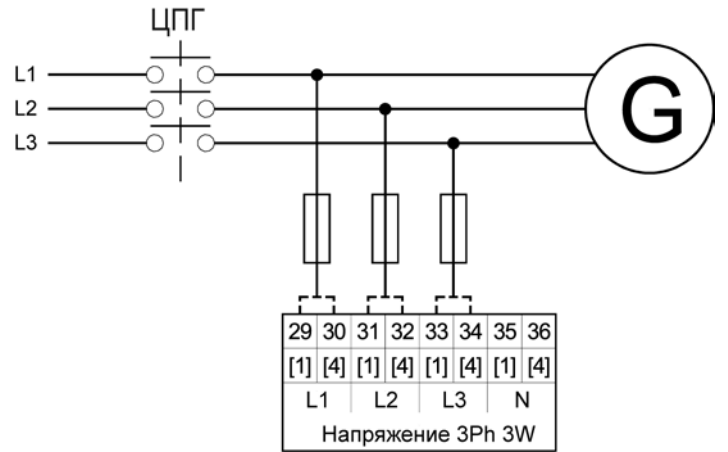 ЦПГ
L1
L2
L3
G
29 30 31 32 33 34 35 36
[1] [4] [1] [4] [1] [4] [1] [4]
L1 L2 L3 N
Напряжение 3Ph 3W